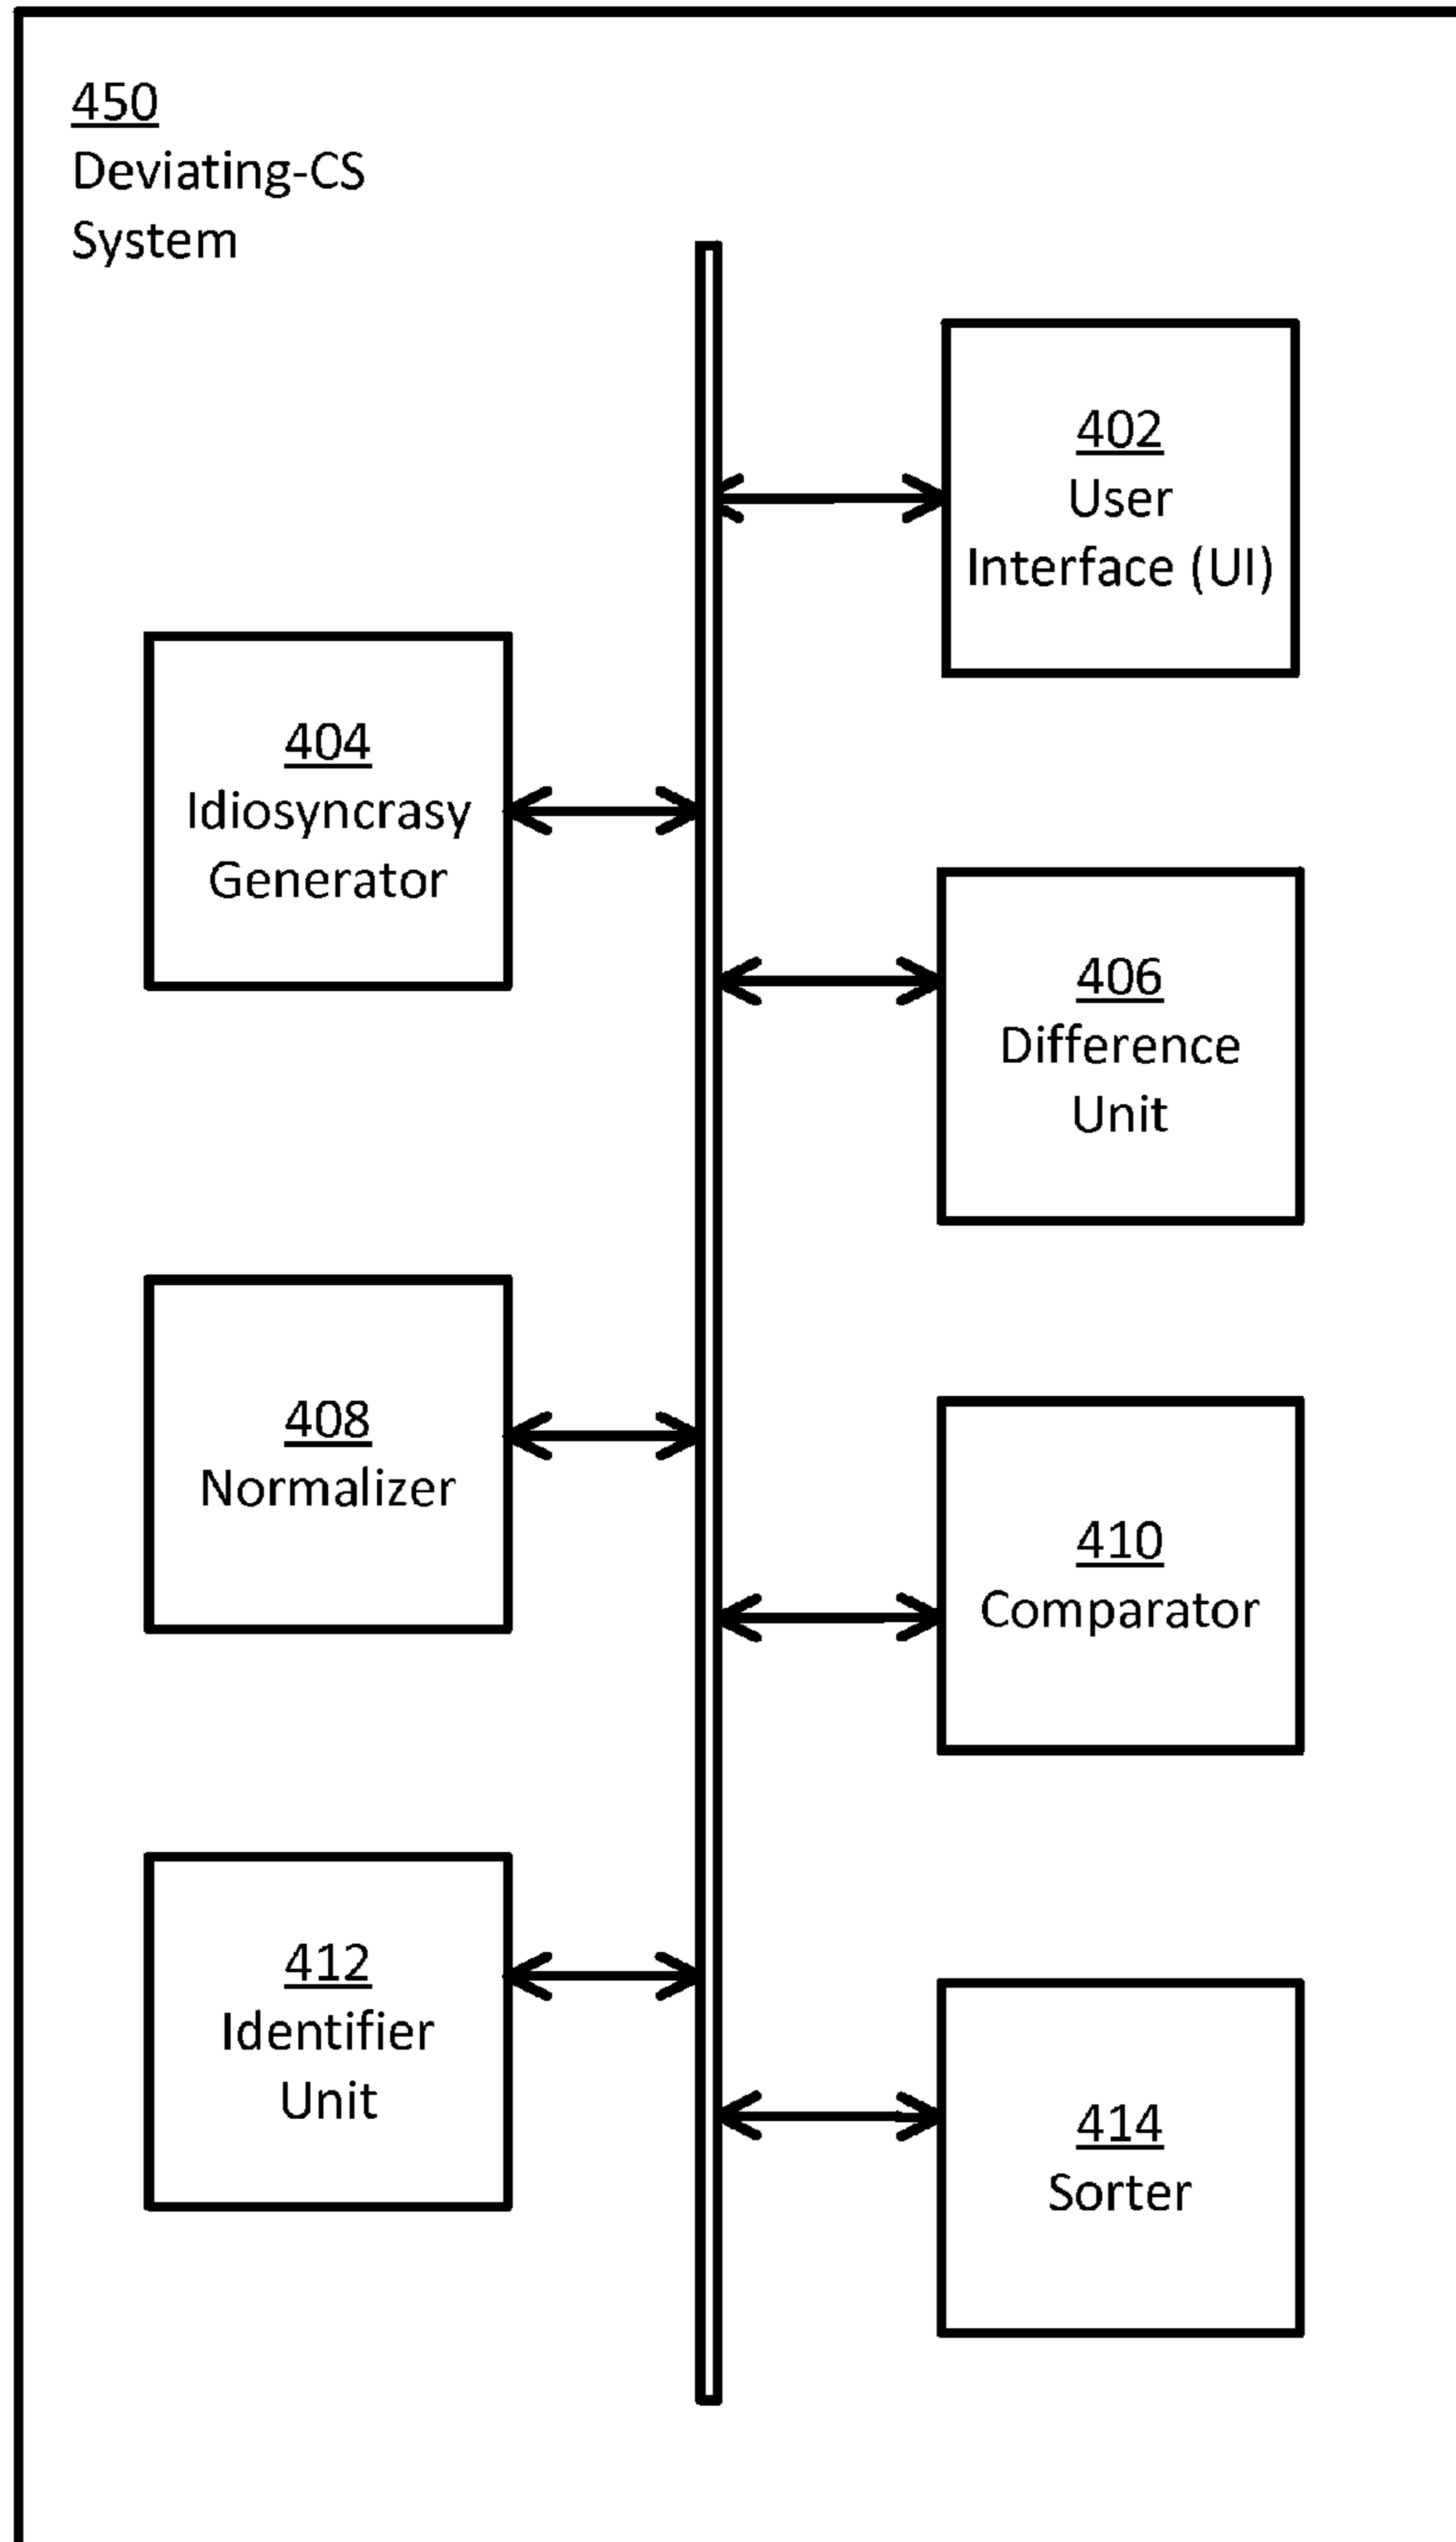 450
Deviating-CS
System
402
User
Interface (UI)
404
Idiosyncrasy
Generator
406
Difference
Unit
408
Normalizer
410
Comparator
412
Identifier
Unit
414
Sorter